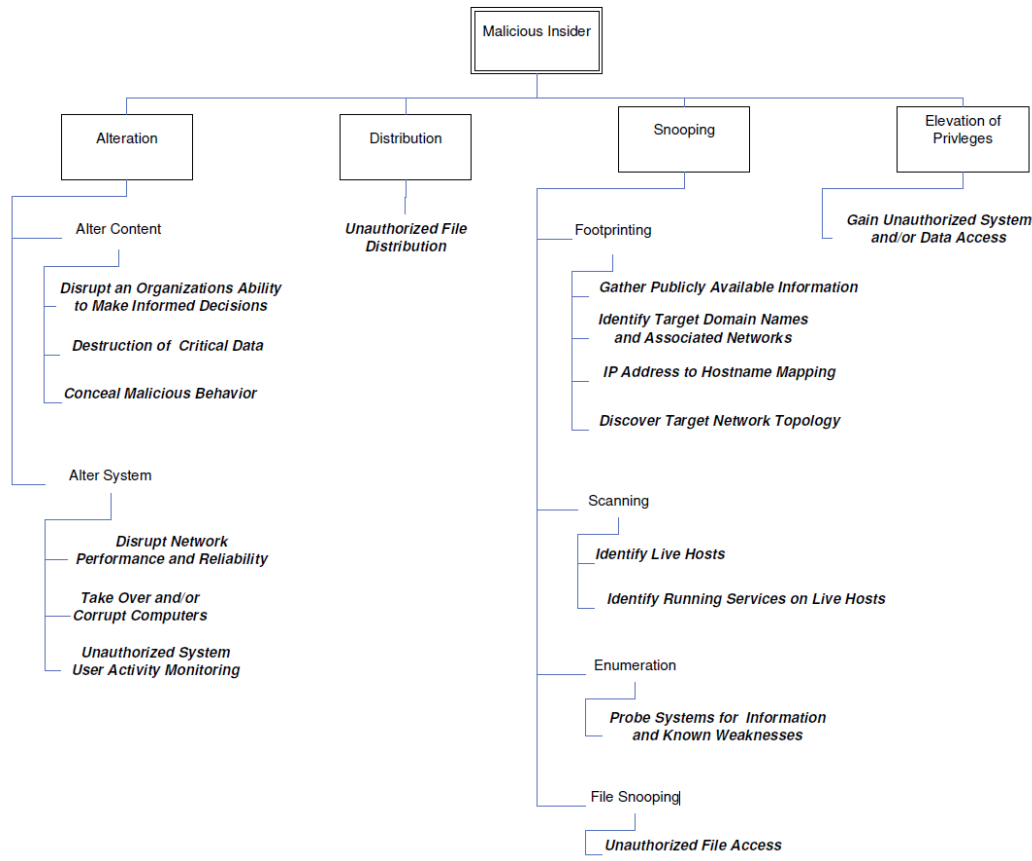 Malicious Insider
Alteration
Distribution
Snooping
Elevation of
Privleges
Alter Content
Disrupt an Organizations Ability
to Make Informed Decisions
Destruction of Critical Data
Conceal Malicious Behavior
Alter System
Disrupt Network
Performance and Reliability
Take Over and/or
Corrupt Computers
Unauthorized System
User Activity Monitoring
Unauthorized File
Distribution
Footprinting
Gather Publicly Available Information
Identify Target Domain Names
and Associated Networks
IP Address to Hostname Mapping
Discover Target Network Topology
Scanning
Identify Live Hosts
Identify Running Services on Live Hosts
Enumeration
Probe Systems for Information
and Known Weaknesses
File Snooping
Unauthorized File Access
Gain Unauthorized System
and/or Data Access